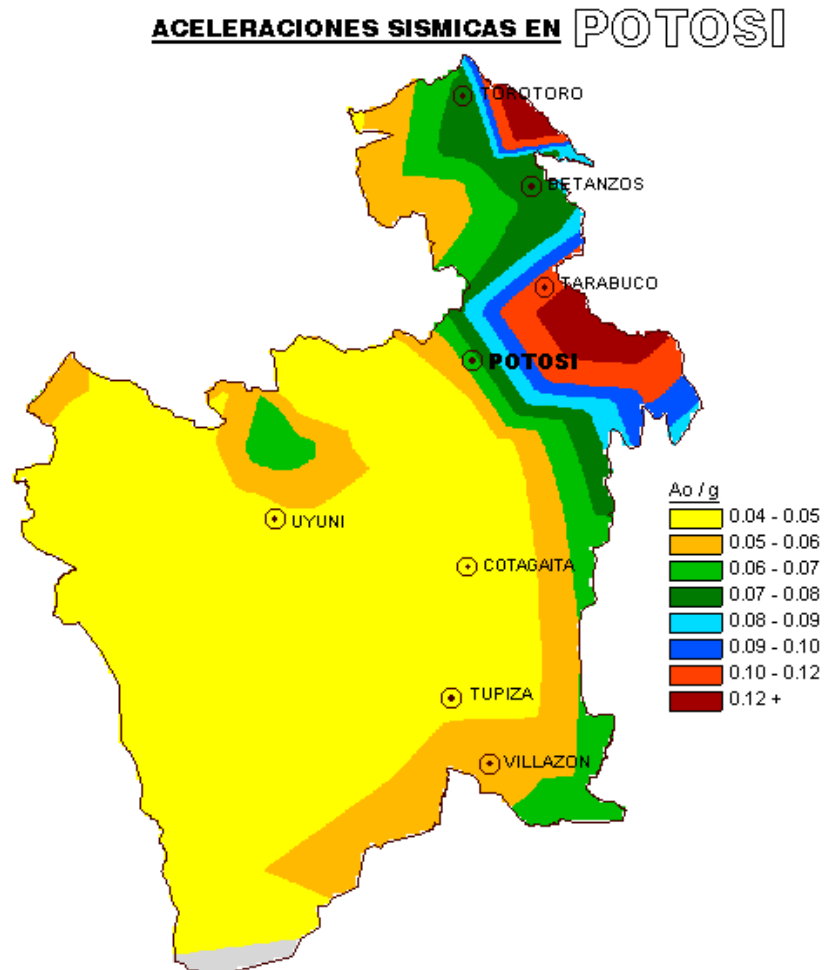 ACELERACIONES SISMICAS EN POTOSI
TOROTORO
BETANZOS
TARABUCO
POTOSI
UYUNI
COTAGAITA
TUPIZA
VILLAZON
Ao / g
0.04 - 0.05
0.05 - 0.06
0.06 - 0.07
0.07 - 0.08
0.08 - 0.09
0.09 - 0.10
0.10 - 0.12
0.12 +